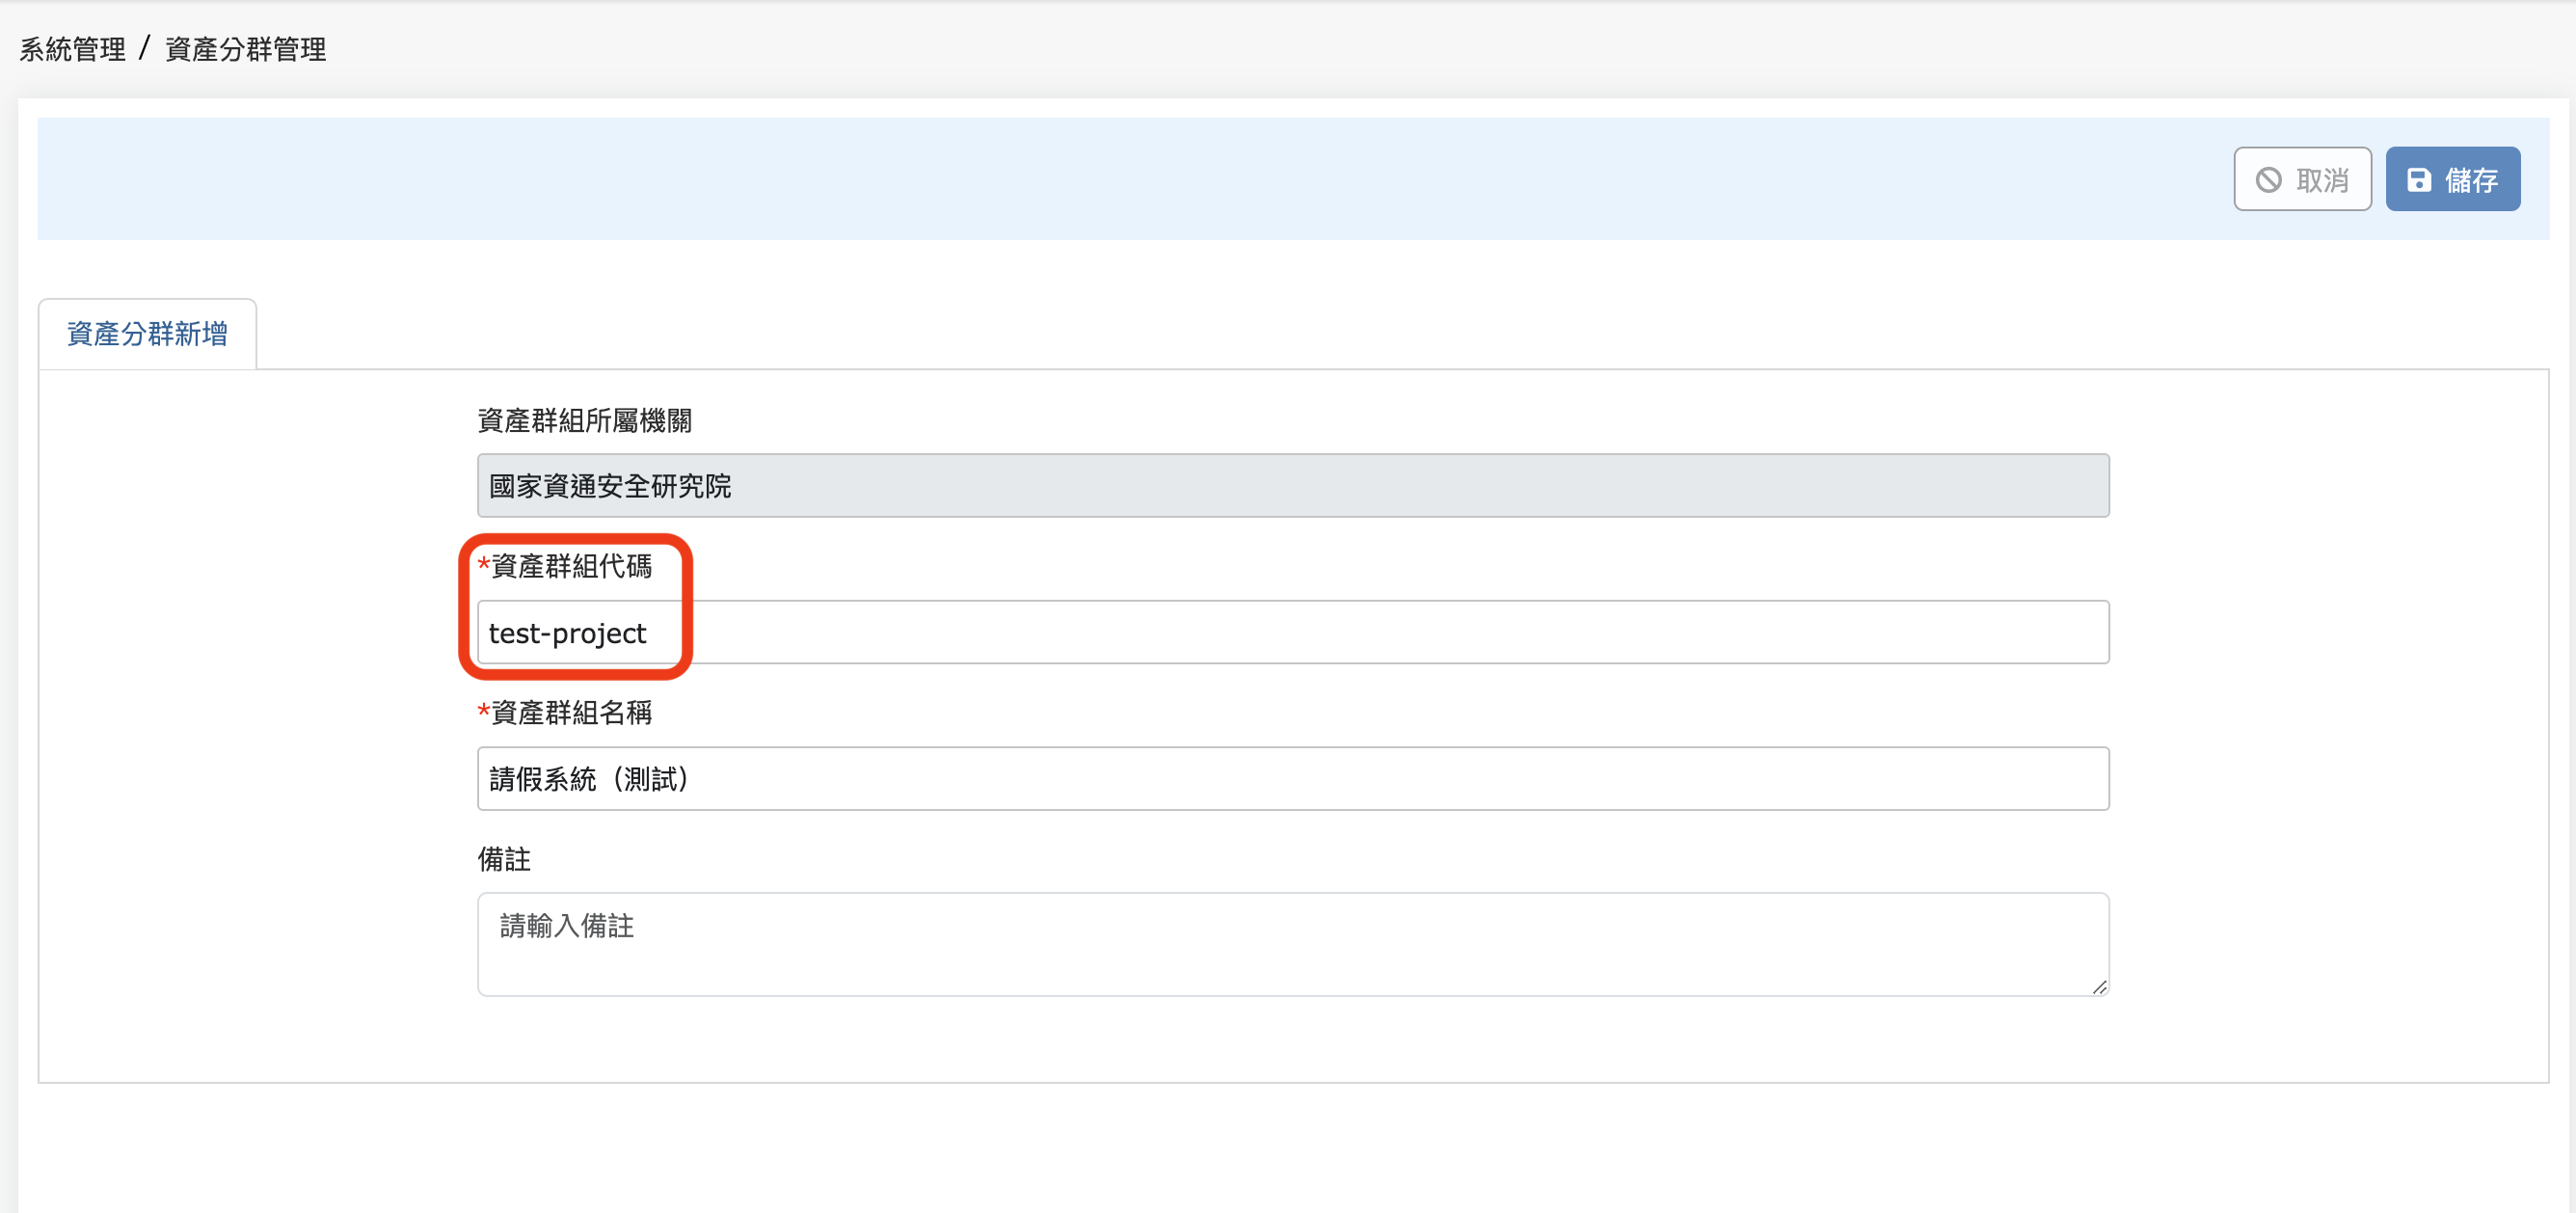 系統管理 / 資產分群管理
取消 儲存
資產分群新增
資產群組所屬機關
國家資通安全研究院
*資產群組代碼
test-project
*資產群組名稱
請假系統（測試）
備註
請輸入備註